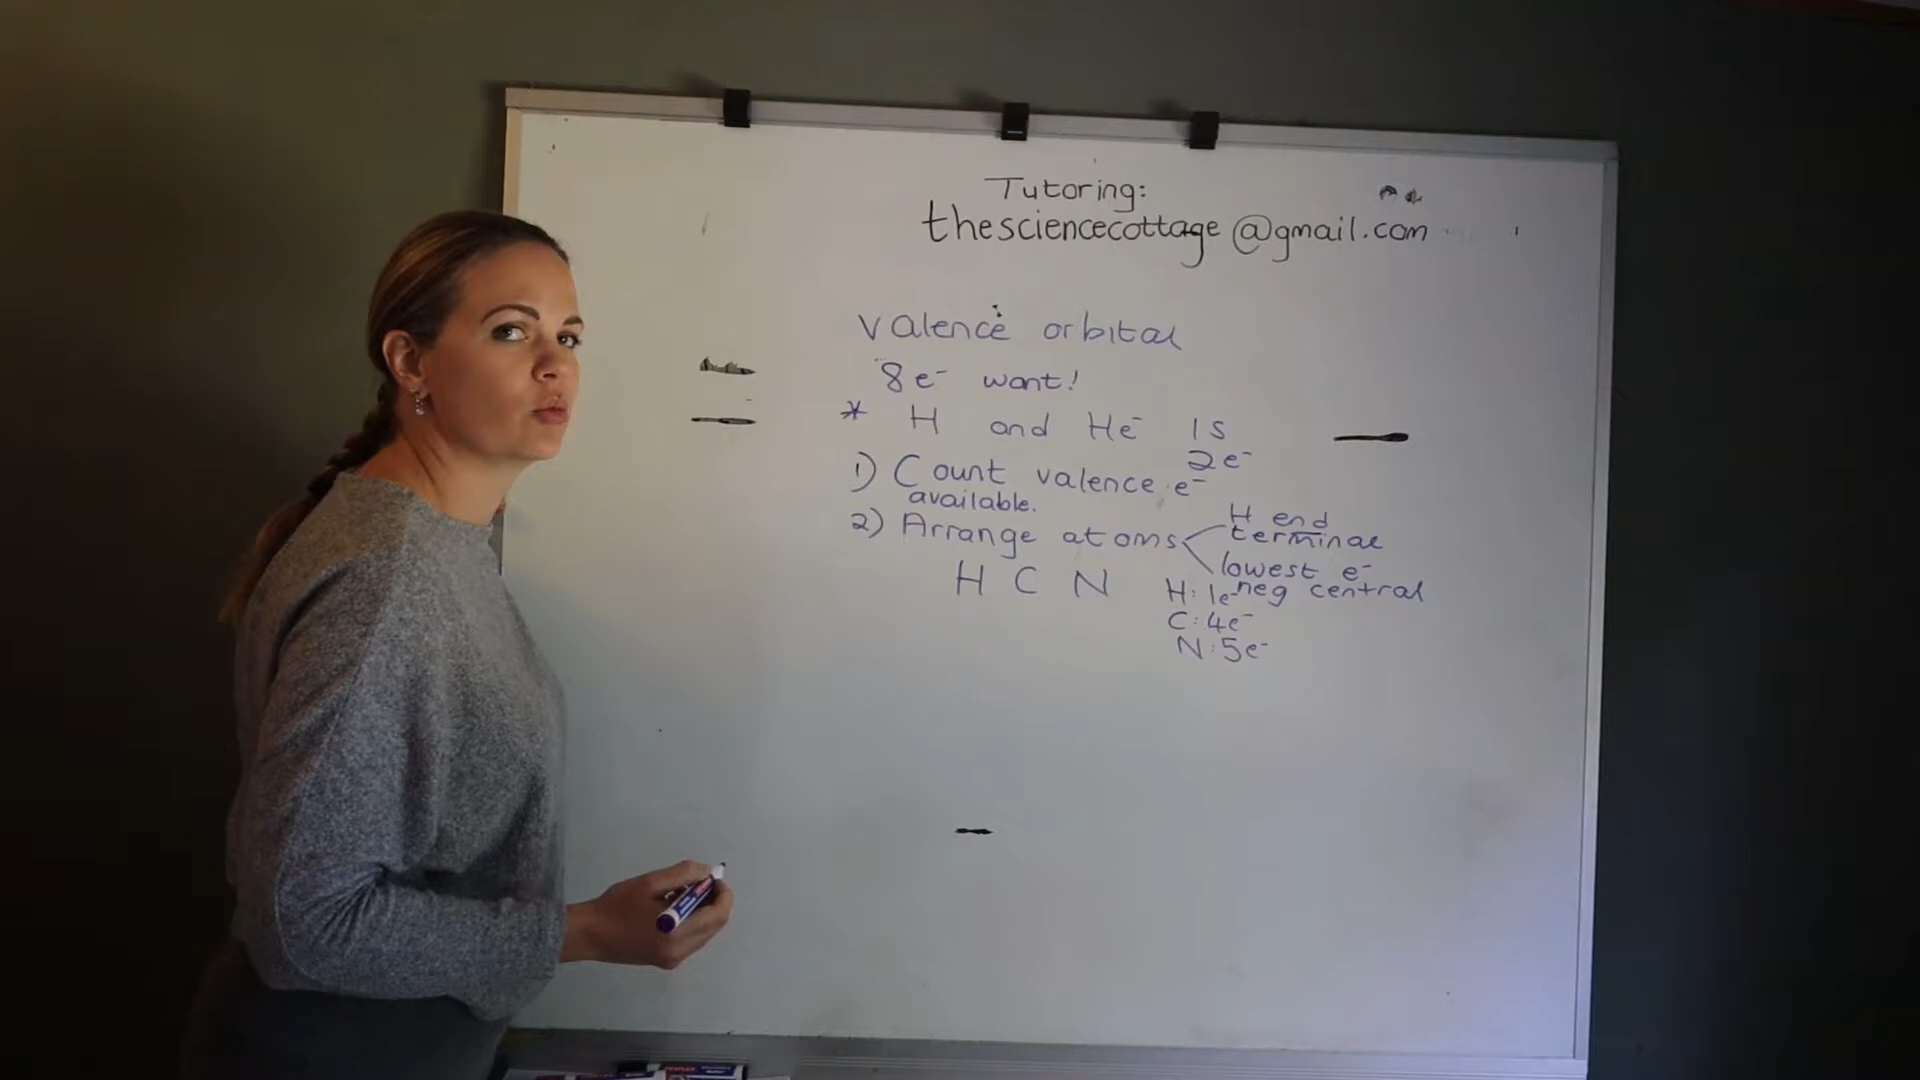 Tutoring:
thesciencecottage@gmail.com
Valence orbital
8e⁻ want!
* H and He⁻ 1s
2e⁻
1) Count valence e⁻
available.
2) Arrange atoms
H end
terminal
lowest e⁻
neg central
H C N
H: 1e⁻
C: 4e⁻
N: 5e⁻